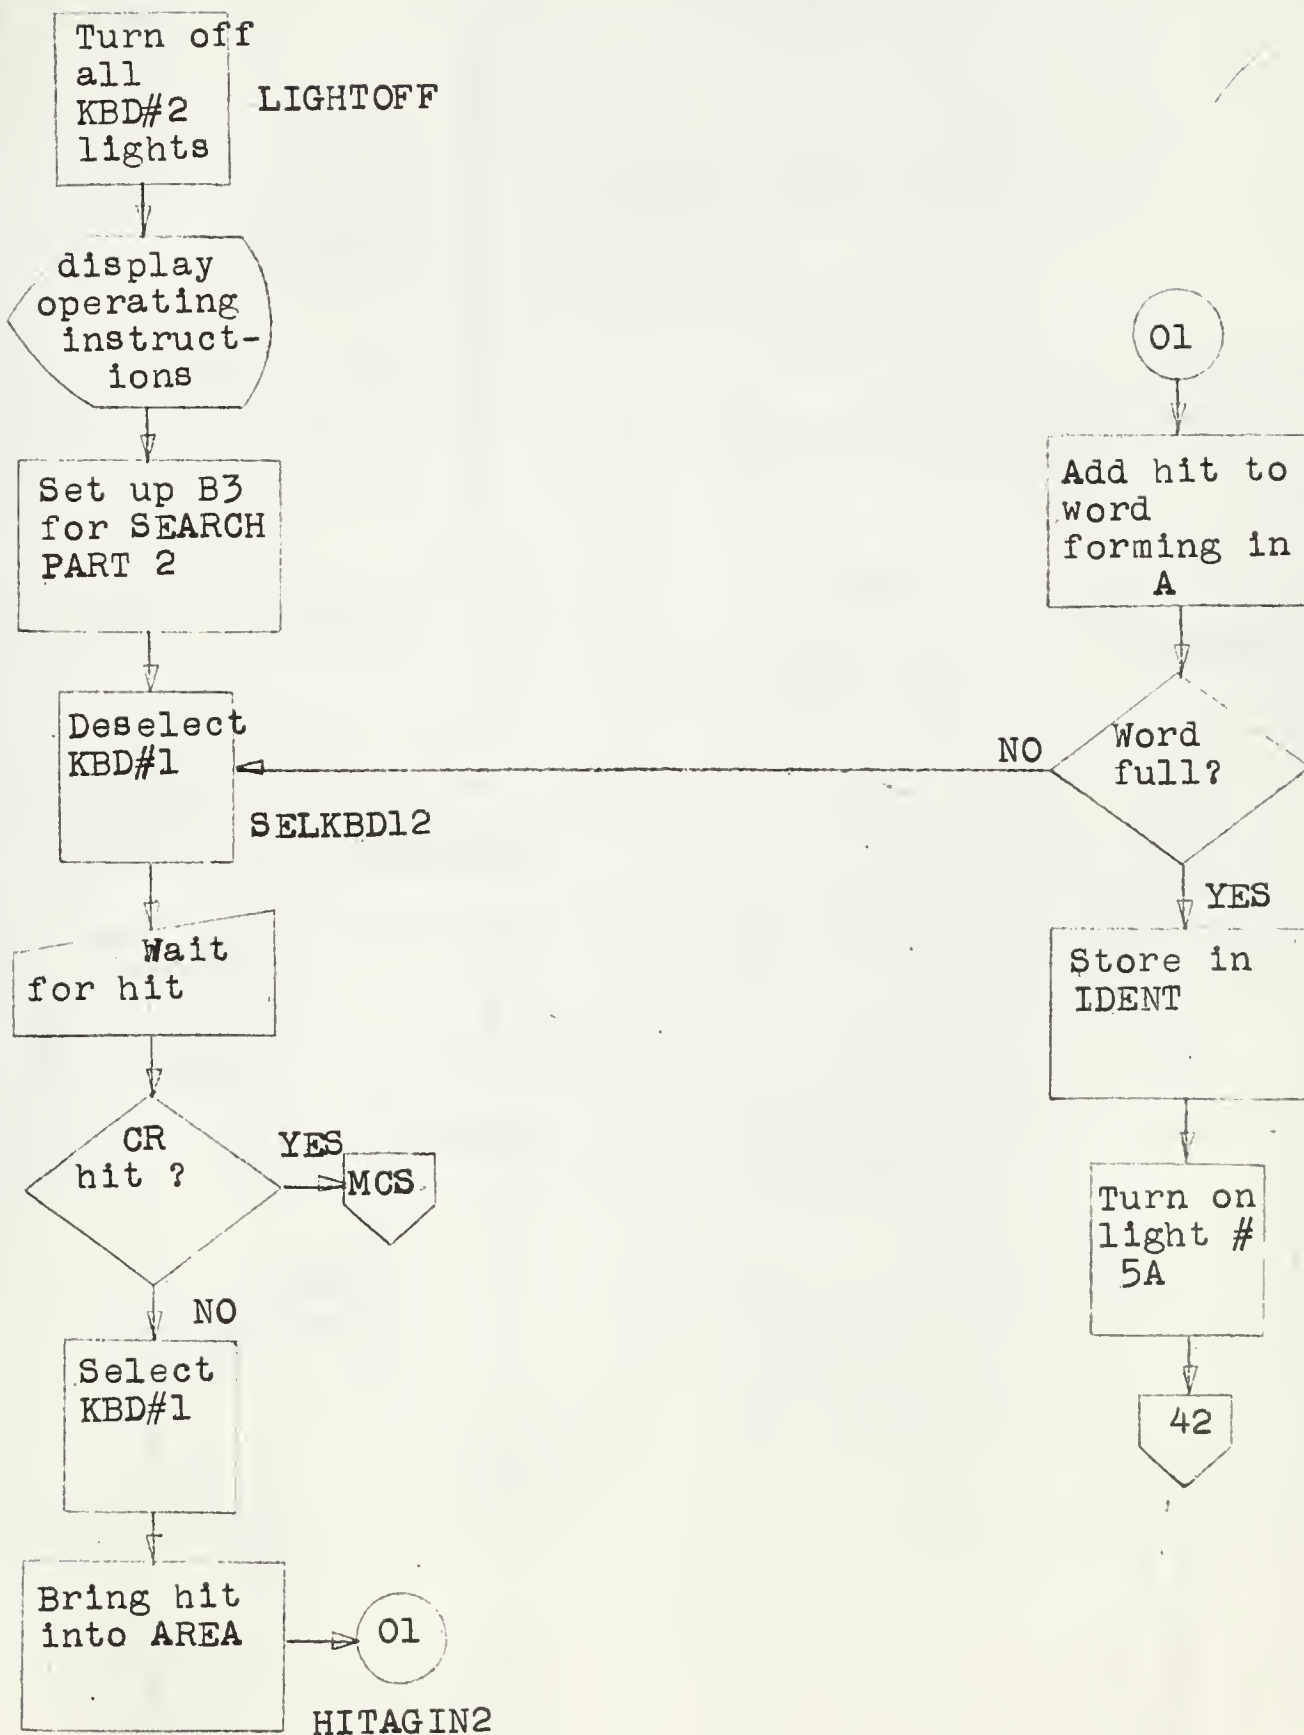 Turn off
all
KBD#2
lights
LIGHTOFF
display
operating
instruct-
ions
Set up B3
for SEARCH
PART 2
Deselect
KBD#1
SELKBD12
Wait
for hit
CR
hit ?
YES
MCS
NO
Select
KBD#1
Bring hit
into AREA
01
HITAGIN2
01
Add hit to
word
forming in
A
Word
full?
NO
YES
Store in
IDENT
Turn on
light #
5A
42